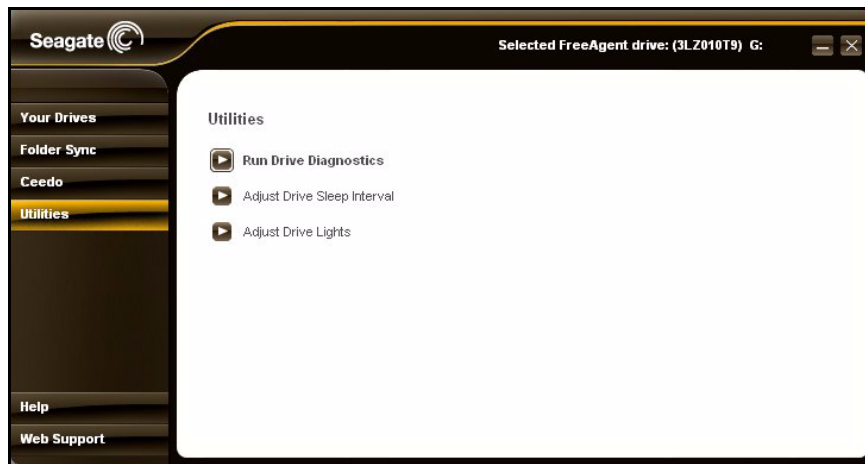 Seagate
Selected FreeAgent drive: (3LZ010T9) G:
Your Drives
Folder Sync
Ceedo
Utilities
Utilities
Run Drive Diagnostics
Adjust Drive Sleep Interval
Adjust Drive Lights
Help
Web Support